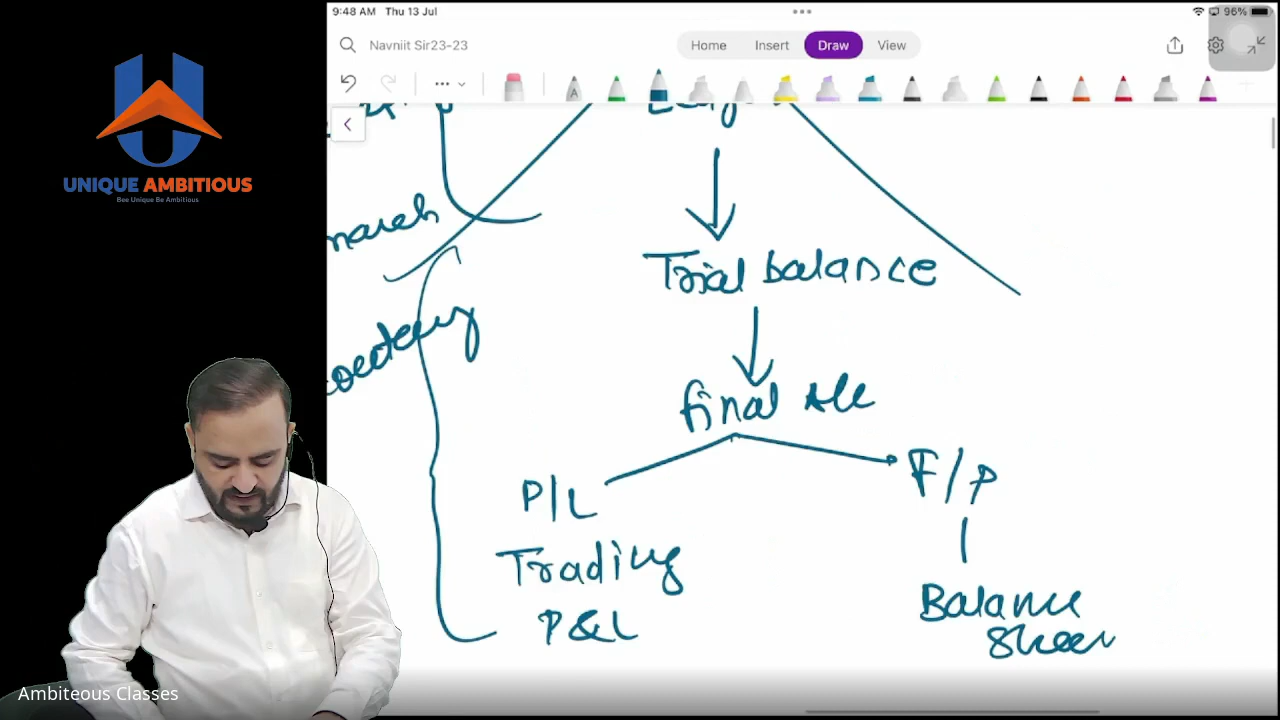 9:48 AM Thu 13 Jul
96%
Navniit Sir23-23
Home Insert Draw View
UNIQUE AMBITIOUS
Bee Unique Be Ambitious
Trial Balance
final A/c
P/L
F/P
Trading
P&L
Balance
Sheet
Ambiteous Classes